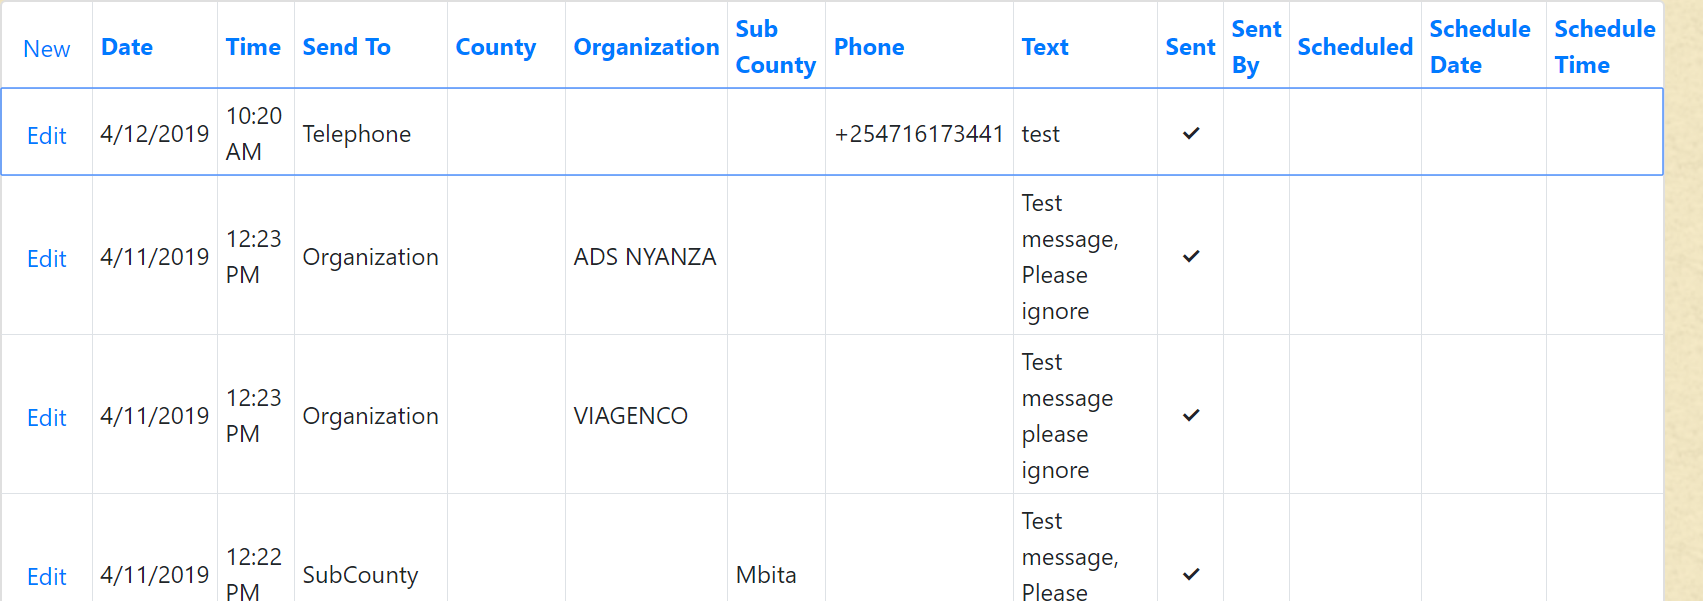 New Date Time Send To County Organization Sub County Phone Text Sent Sent By Scheduled Schedule Date Schedule Time
Edit 4/12/2019 10:20 AM Telephone +254716173441 test ✓
Edit 4/11/2019 12:23 PM Organization ADS NYANZA Test message, Please ignore ✓
Edit 4/11/2019 12:23 PM Organization VIAGENCO Test message please ignore ✓
Edit 4/11/2019 12:22 PM SubCounty Mbita Test message, Please ✓